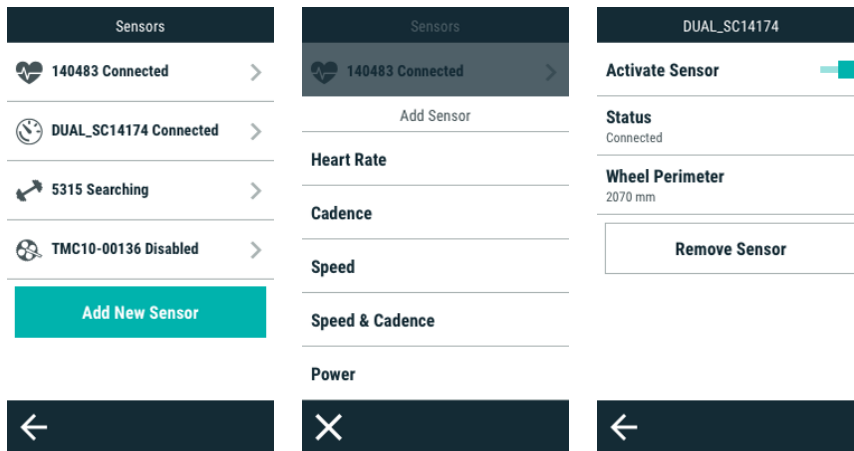 Sensors
140483 Connected
DUAL_SC14174 Connected
5315 Searching
TMC10-00136 Disabled
Add New Sensor
Sensors
140483 Connected
Add Sensor
Heart Rate
Cadence
Speed
Speed & Cadence
Power
DUAL_SC14174
Activate Sensor
Status
Connected
Wheel Perimeter
2070 mm
Remove Sensor